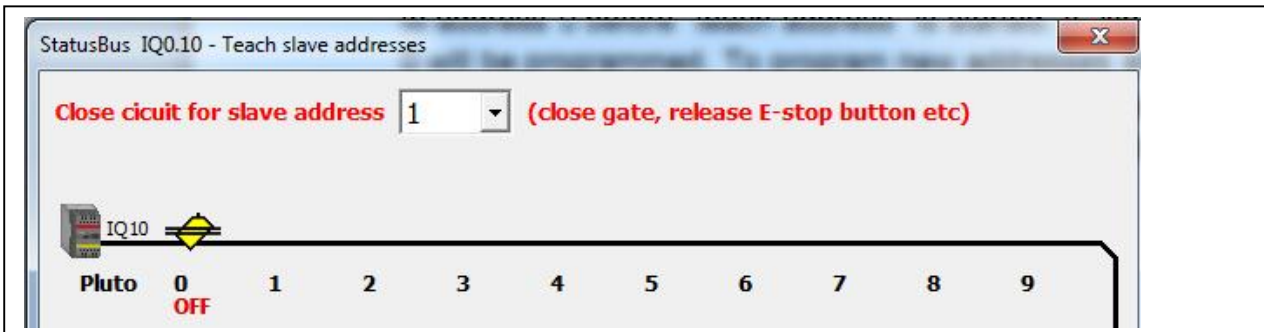 StatusBus IQ0.10 - Teach slave addresses
Close cicuit for slave address 1 (close gate, release E-stop button etc)
IQ10
Pluto 0 1 2 3 4 5 6 7 8 9
OFF